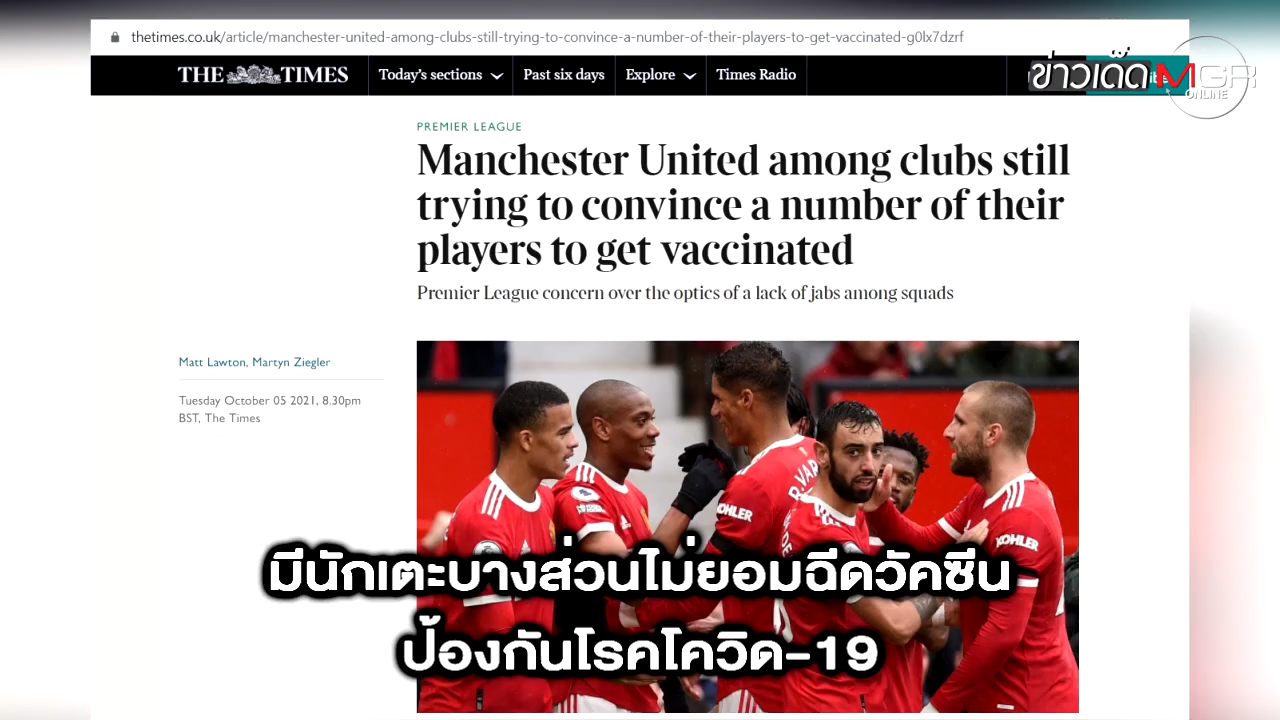 thetimes.co.uk/article/manchester-united-among-clubs-still-trying-to-convince-a-number-of-their-players-to-get-vaccinated-g0lx7dzrf
THE TIMES
Today's sections
Past six days
Explore
Times Radio
ข่าวเด็ด MGR
ONLINE
PREMIER LEAGUE
Manchester United among clubs still
trying to convince a number of their
players to get vaccinated
Premier League concern over the optics of a lack of jabs among squads
Matt Lawton, Martyn Ziegler
Tuesday October 05 2021, 8.30pm
BST, The Times
R.VAR
KOHLER
KOHLER
มีนักเตะบางส่วนไม่ยอมฉีดวัคซีน
ป้องกันโรคโควิด-19